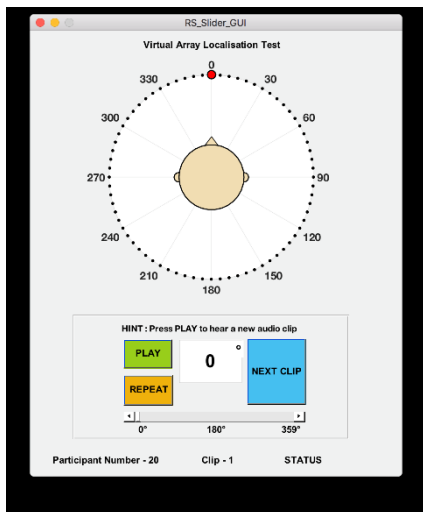 RS_Slider_GUI
Virtual Array Localisation Test
0
330 30
300 60
270 90
240 120
210 150
180
HINT : Press PLAY to hear a new audio clip
PLAY
0 °
NEXT CLIP
REPEAT
0° 180° 359°
Participant Number - 20 Clip - 1 STATUS